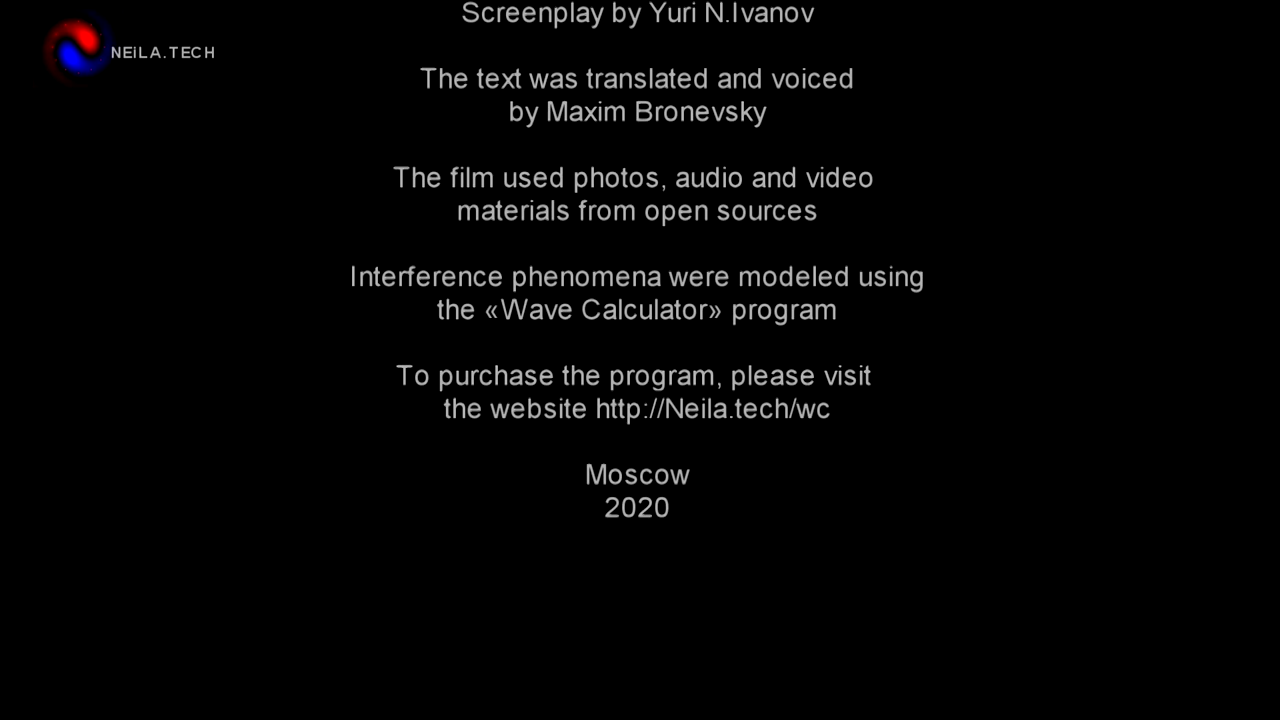 Screenplay by Yuri N.Ivanov
NEiLA.TECH
The text was translated and voiced
by Maxim Bronevsky
The film used photos, audio and video
materials from open sources
Interference phenomena were modeled using
the «Wave Calculator» program
To purchase the program, please visit
the website http://Neila.tech/wc
Moscow
2020